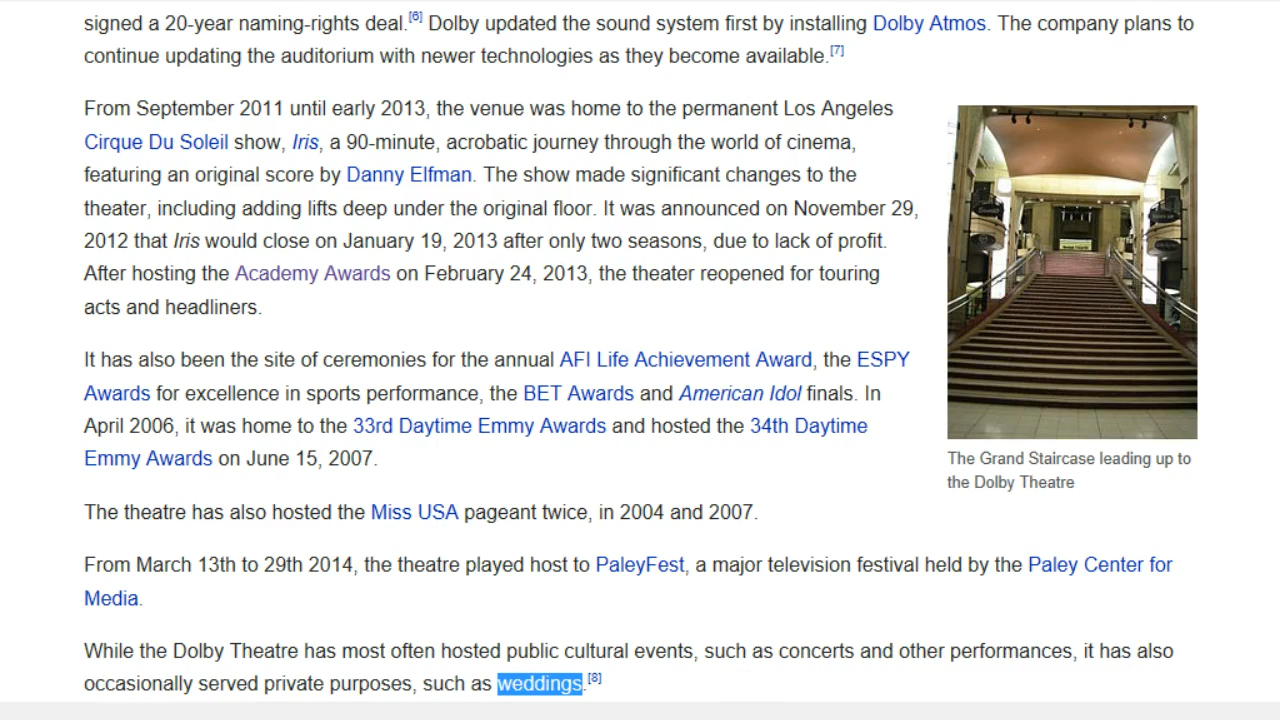 signed a 20-year naming-rights deal.[6] Dolby updated the sound system first by installing Dolby Atmos. The company plans to
continue updating the auditorium with newer technologies as they become available.[7]
From September 2011 until early 2013, the venue was home to the permanent Los Angeles
Cirque Du Soleil show, Iris, a 90-minute, acrobatic journey through the world of cinema,
featuring an original score by Danny Elfman. The show made significant changes to the
theater, including adding lifts deep under the original floor. It was announced on November 29,
2012 that Iris would close on January 19, 2013 after only two seasons, due to lack of profit.
After hosting the Academy Awards on February 24, 2013, the theater reopened for touring
acts and headliners.
It has also been the site of ceremonies for the annual AFI Life Achievement Award, the ESPY
Awards for excellence in sports performance, the BET Awards and American Idol finals. In
April 2006, it was home to the 33rd Daytime Emmy Awards and hosted the 34th Daytime
Emmy Awards on June 15, 2007.
The Grand Staircase leading up to
the Dolby Theatre
The theatre has also hosted the Miss USA pageant twice, in 2004 and 2007.
From March 13th to 29th 2014, the theatre played host to PaleyFest, a major television festival held by the Paley Center for
Media.
While the Dolby Theatre has most often hosted public cultural events, such as concerts and other performances, it has also
occasionally served private purposes, such as weddings.[8]